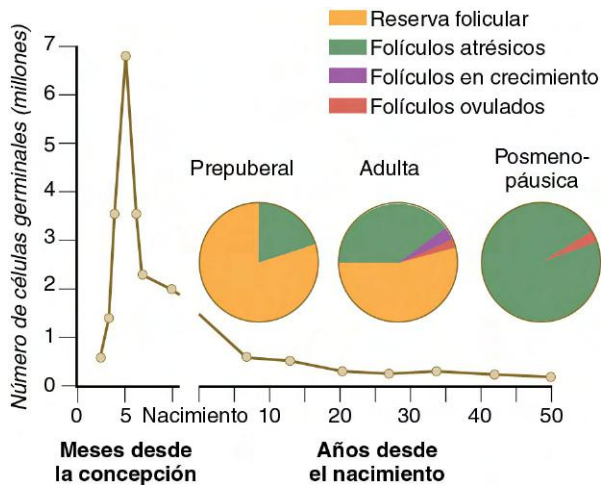 Reserva folicular
Folículos atrésicos
Folículos en crecimiento
Folículos ovulados
Número de células germinales (millones)
7
6
5
4
3
2
1
0
Prepuberal
Adulta
Posmeno-
páusica
0 5 Nacimiento 10 20 30 40 50
Meses desde
la concepción
Años desde
el nacimiento